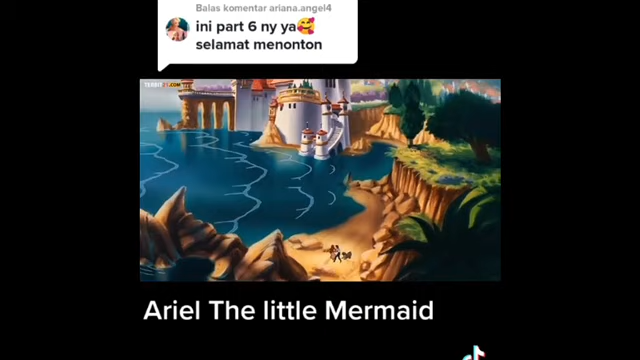 Balas komentar ariana.angel4
ini part 6 ny ya🥰
selamat menonton
Ariel The little Mermaid